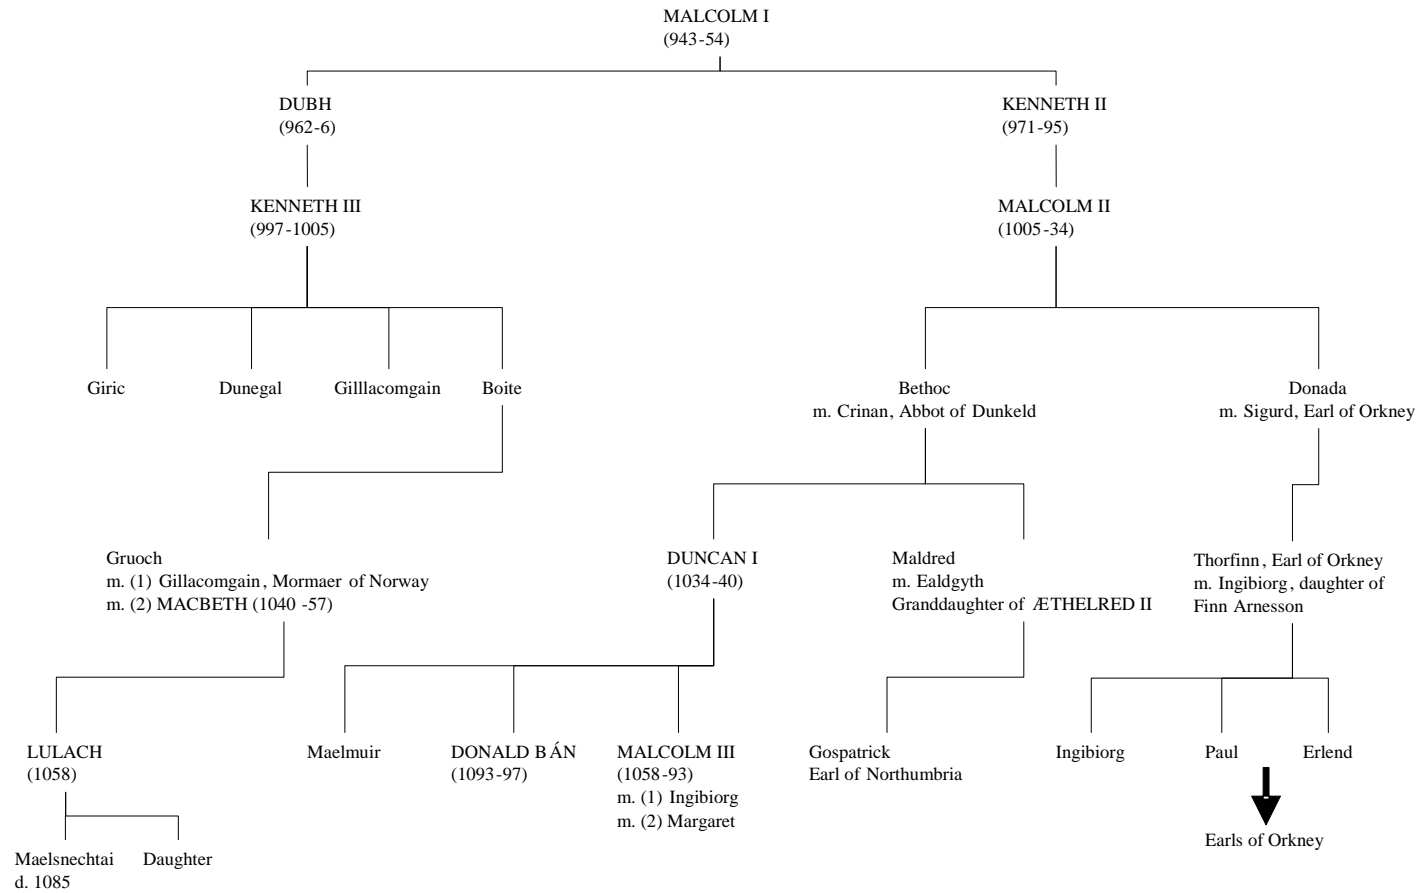 MALCOLM I
(943-54)
DUBH
(962-6)
KENNETH II
(971-95)
KENNETH III
(997-1005)
MALCOLM II
(1005-34)
Giric
Dunegal
Gilllacomgain
Boite
Bethoc
m. Crinan, Abbot of Dunkeld
Donada
m. Sigurd, Earl of Orkney
Gruoch
m. (1) Gillacomgain, Mormaer of Norway
m. (2) MACBETH (1040 -57)
DUNCAN I
(1034-40)
Maldred
m. Ealdgyth
Granddaughter of ÆTHELRED II
Thorfinn, Earl of Orkney
m. Ingibiorg, daughter of
Finn Arnesson
LULACH
(1058)
Maelmuir
DONALD BÁN
(1093-97)
MALCOLM III
(1058-93)
m. (1) Ingibiorg
m. (2) Margaret
Gospatrick
Earl of Northumbria
Ingibiorg
Paul
Erlend
Earls of Orkney
Maelsnechtai
d. 1085
Daughter